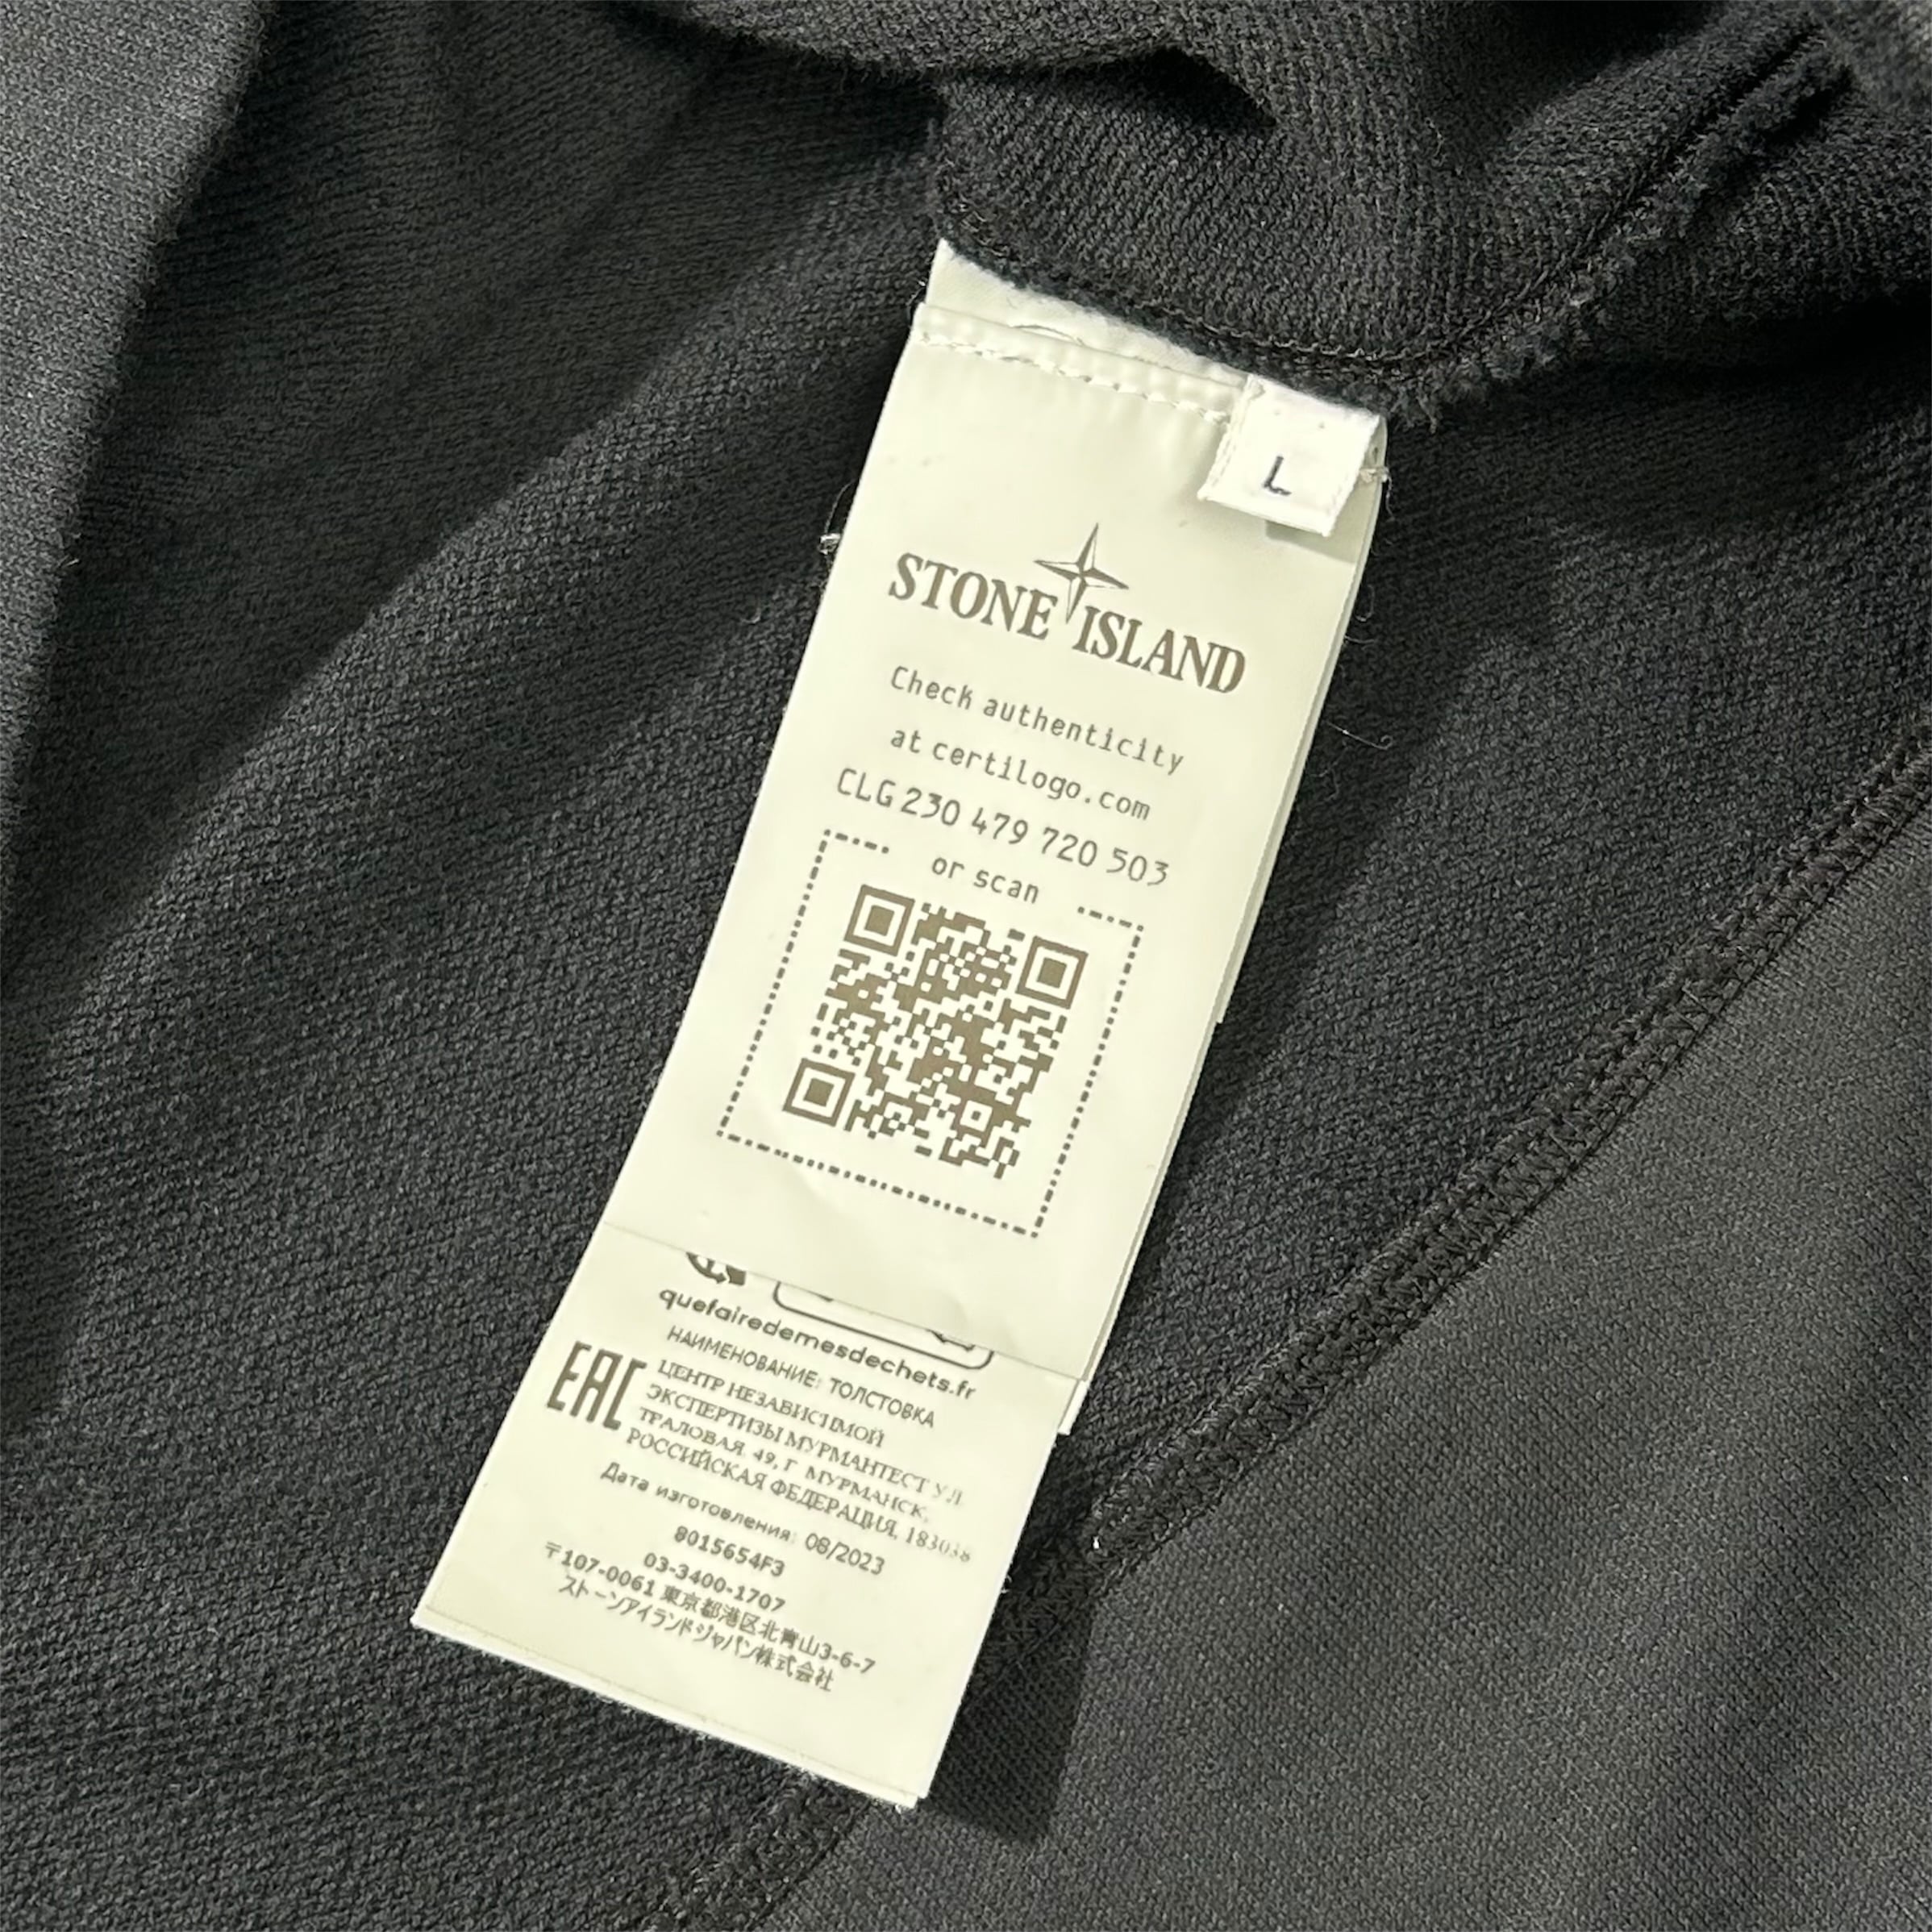 L
STONE ISLAND
Check authenticity
at certilogo.com
CLG 230 479 720 503
or scan
quefairedemesdechets.fr
НАИМЕНОВАНИЕ: ТОЛСТОВКА
EAC
ЦЕНТР НЕЗАВИСIMОЙ
ЭКСПЕРТИЗЫ МУРМАНТЕСТ УЛ.
ТРАЛОВАЯ 49, Г МУРМАНСК,
РОССИЙСКАЯ ФЕДЕРАЦИЯ, 183038
Дата изготовления: 08/2023
8015654F3
03-3400-1707
〒107-0061 東京都港区北青山3-6-7
ストーンアイランドジャパン株式会社